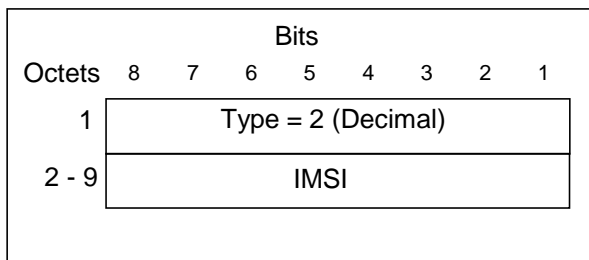 Bits
Octets 8 7 6 5 4 3 2 1
1 Type = 2 (Decimal)
2 - 9 IMSI